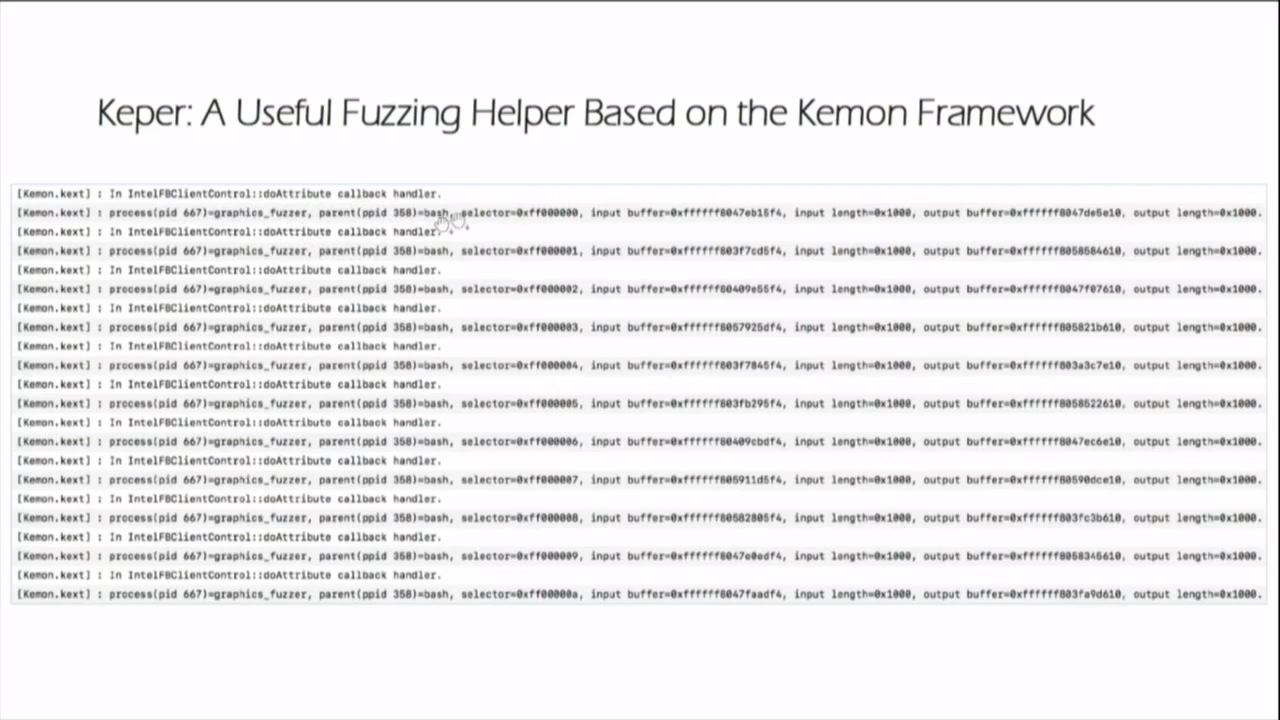 Keper: A Useful Fuzzing Helper Based on the Kemon Framework
[Kemon.kext] : In IntelFBClientControl::doAttribute callback handler.
[Kemon.kext] : process(pid 667)=graphics_fuzzer, parent(ppid 358)=bash, selector=0xff000000, input buffer=0xffffff8047eb15f4, input length=0x1000, output buffer=0xffffff8047de5e10, output length=0x1000.
[Kemon.kext] : In IntelFBClientControl::doAttribute callback handler.
[Kemon.kext] : process(pid 667)=graphics_fuzzer, parent(ppid 358)=bash, selector=0xff000001, input buffer=0xffffff803f7cd5f4, input length=0x1000, output buffer=0xffffff8058584610, output length=0x1000.
[Kemon.kext] : In IntelFBClientControl::doAttribute callback handler.
[Kemon.kext] : process(pid 667)=graphics_fuzzer, parent(ppid 358)=bash, selector=0xff000002, input buffer=0xffffff80409e55f4, input length=0x1000, output buffer=0xffffff8047f07610, output length=0x1000.
[Kemon.kext] : In IntelFBClientControl::doAttribute callback handler.
[Kemon.kext] : process(pid 667)=graphics_fuzzer, parent(ppid 358)=bash, selector=0xff000003, input buffer=0xffffff8057925df4, input length=0x1000, output buffer=0xffffff805821b610, output length=0x1000.
[Kemon.kext] : In IntelFBClientControl::doAttribute callback handler.
[Kemon.kext] : process(pid 667)=graphics_fuzzer, parent(ppid 358)=bash, selector=0xff000004, input buffer=0xffffff803f7845f4, input length=0x1000, output buffer=0xffffff803a3c7e10, output length=0x1000.
[Kemon.kext] : In IntelFBClientControl::doAttribute callback handler.
[Kemon.kext] : process(pid 667)=graphics_fuzzer, parent(ppid 358)=bash, selector=0xff000005, input buffer=0xffffff803fb295f4, input length=0x1000, output buffer=0xffffff8058522610, output length=0x1000.
[Kemon.kext] : In IntelFBClientControl::doAttribute callback handler.
[Kemon.kext] : process(pid 667)=graphics_fuzzer, parent(ppid 358)=bash, selector=0xff000006, input buffer=0xffffff80409cbdf4, input length=0x1000, output buffer=0xffffff8047ec6e10, output length=0x1000.
[Kemon.kext] : In IntelFBClientControl::doAttribute callback handler.
[Kemon.kext] : process(pid 667)=graphics_fuzzer, parent(ppid 358)=bash, selector=0xff000007, input buffer=0xffffff805911d5f4, input length=0x1000, output buffer=0xffffff80590dce10, output length=0x1000.
[Kemon.kext] : In IntelFBClientControl::doAttribute callback handler.
[Kemon.kext] : process(pid 667)=graphics_fuzzer, parent(ppid 358)=bash, selector=0xff000008, input buffer=0xffffff80582805f4, input length=0x1000, output buffer=0xffffff803fc3b610, output length=0x1000.
[Kemon.kext] : In IntelFBClientControl::doAttribute callback handler.
[Kemon.kext] : process(pid 667)=graphics_fuzzer, parent(ppid 358)=bash, selector=0xff000009, input buffer=0xffffff8047e0edf4, input length=0x1000, output buffer=0xffffff8058345610, output length=0x1000.
[Kemon.kext] : In IntelFBClientControl::doAttribute callback handler.
[Kemon.kext] : process(pid 667)=graphics_fuzzer, parent(ppid 358)=bash, selector=0xff00000a, input buffer=0xffffff8047faadf4, input length=0x1000, output buffer=0xffffff803fa9d610, output length=0x1000.